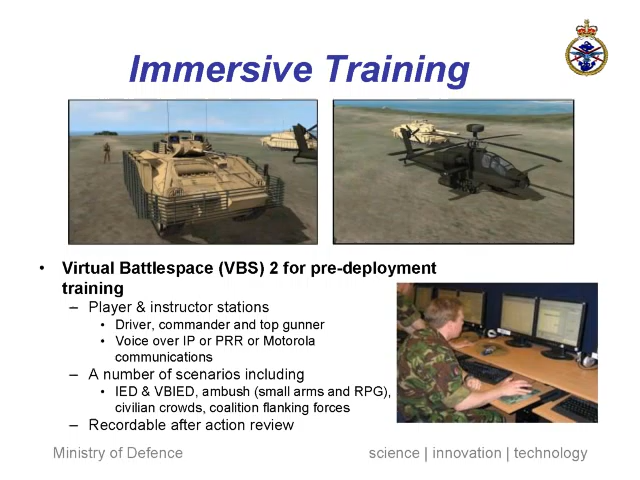 Immersive Training
• Virtual Battlespace (VBS) 2 for pre-deployment
training
– Player & instructor stations
• Driver, commander and top gunner
• Voice over IP or PRR or Motorola
communications
– A number of scenarios including
• IED & VBIED, ambush (small arms and RPG),
civilian crowds, coalition flanking forces
– Recordable after action review
Ministry of Defence
science | innovation | technology